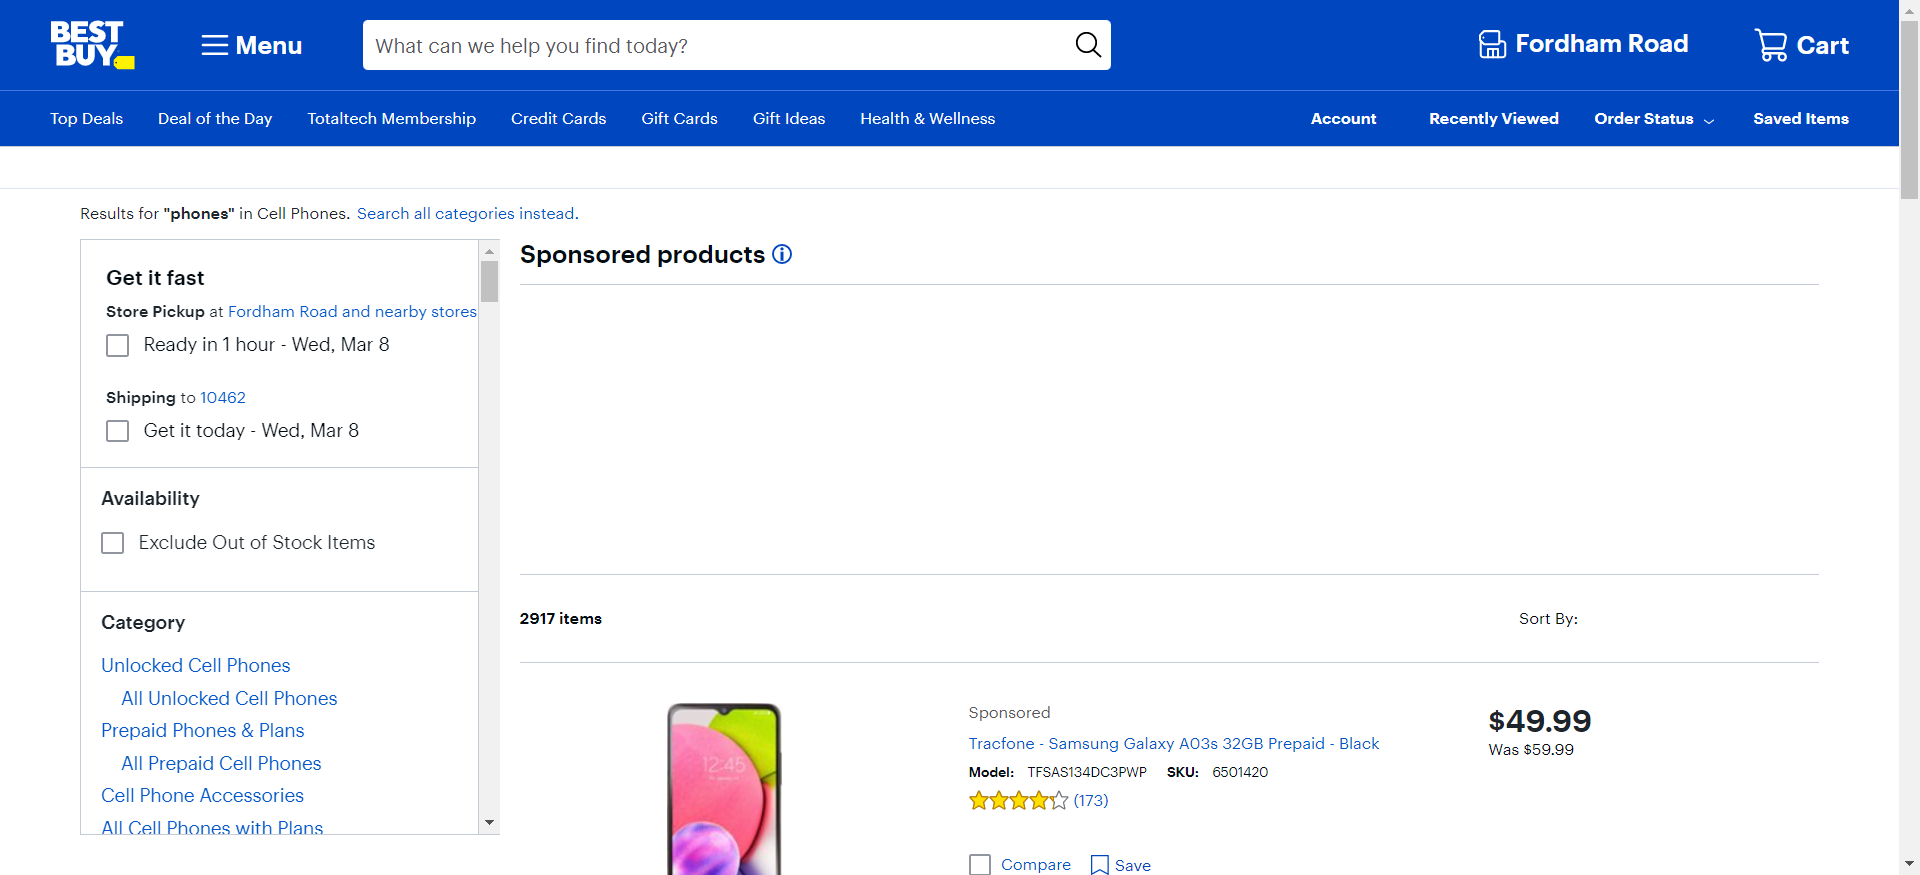 BEST
BUY
Menu
What can we help you find today?
Fordham Road
Cart
Top Deals
Deal of the Day
Totaltech Membership
Credit Cards
Gift Cards
Gift Ideas
Health & Wellness
Account
Recently Viewed
Order Status
Saved Items
Results for "phones" in Cell Phones. Search all categories instead.
Get it fast
Store Pickup at Fordham Road and nearby stores
Ready in 1 hour - Wed, Mar 8
Shipping to 10462
Get it today - Wed, Mar 8
Availability
Exclude Out of Stock Items
Category
Unlocked Cell Phones
All Unlocked Cell Phones
Prepaid Phones & Plans
All Prepaid Cell Phones
Cell Phone Accessories
All Cell Phones with Plans
Sponsored products
2917 items
Sort By:
12:45
Sponsored
Tracfone - Samsung Galaxy A03s 32GB Prepaid - Black
Model: TFSAS134DC3PWP SKU: 6501420
(173)
Compare
Save
$49.99
Was $59.99